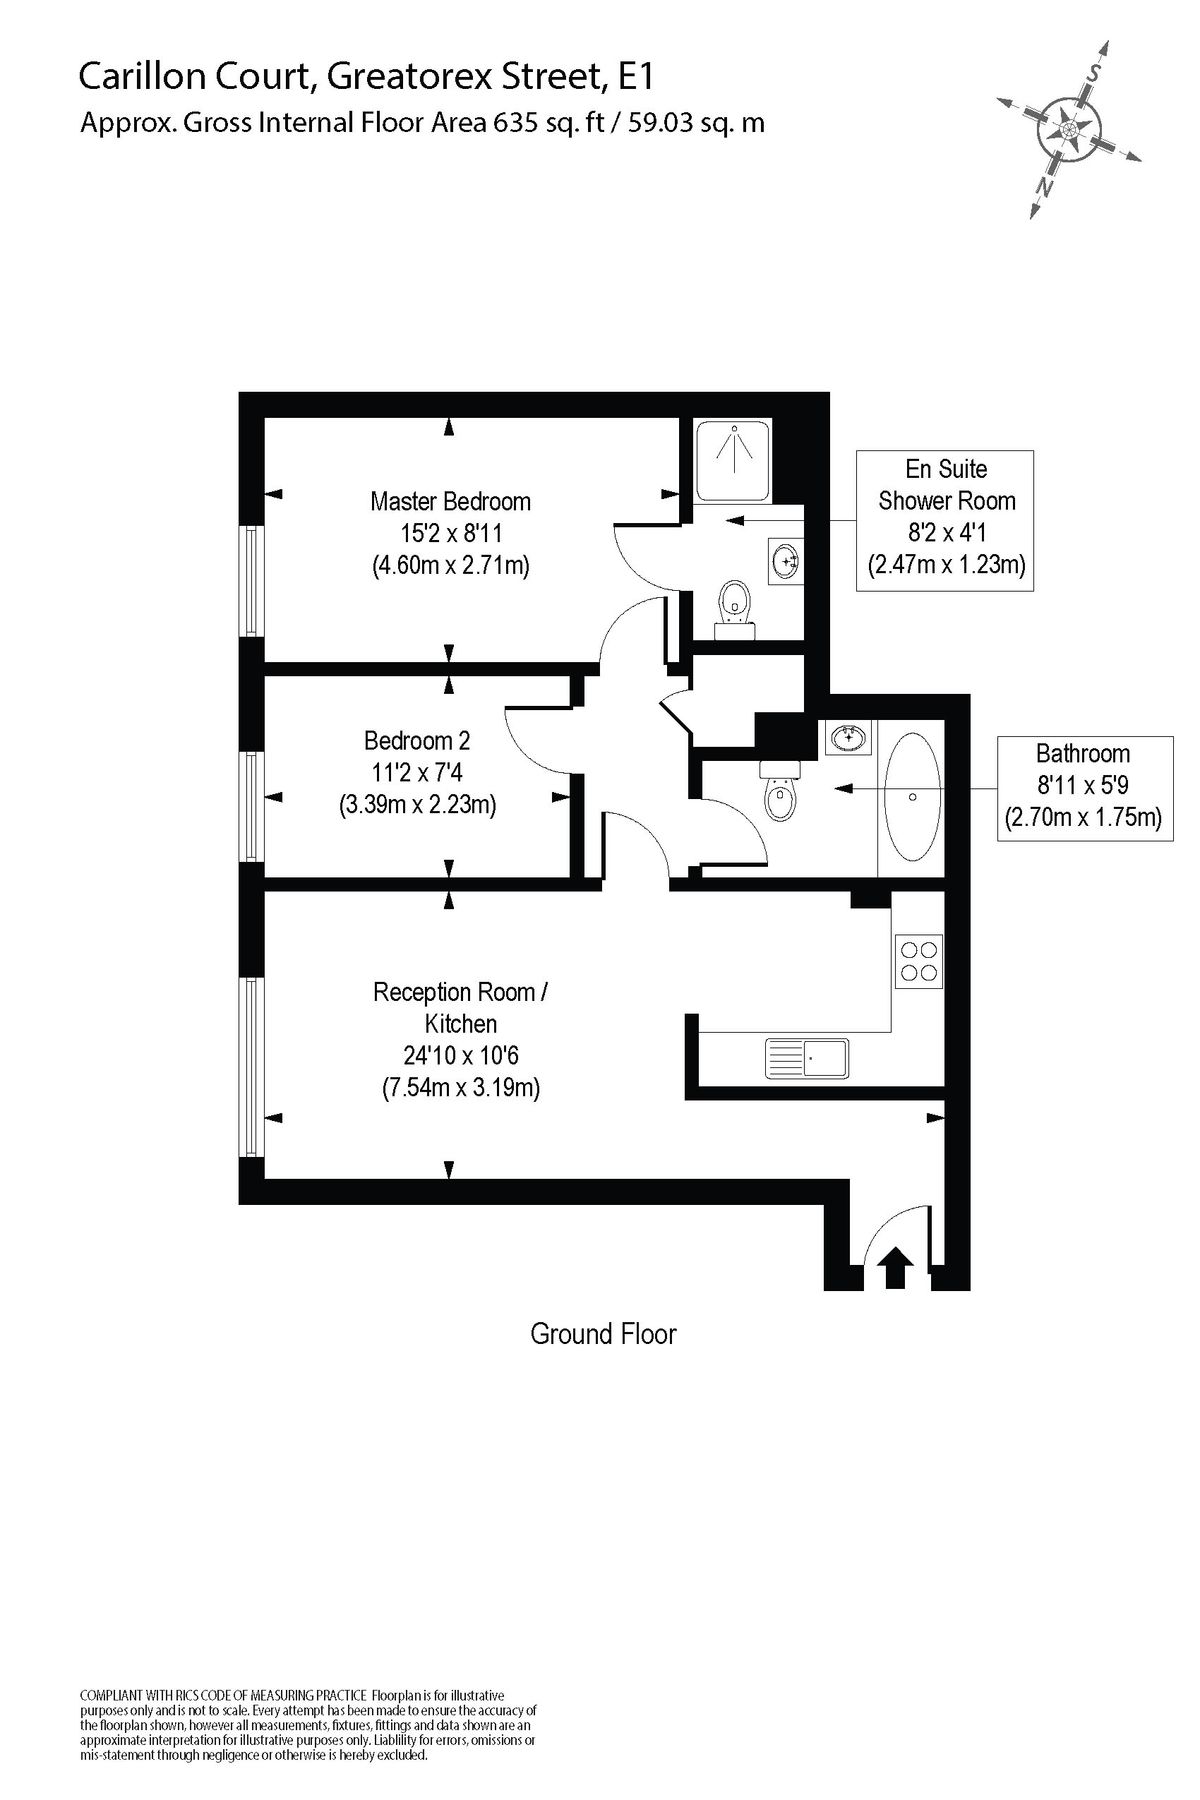 Carillon Court, Greatorex Street, E1
Approx. Gross Internal Floor Area 635 sq. ft / 59.03 sq. m
S
N
Master Bedroom
15'2 x 8'11
(4.60m x 2.71m)
En Suite
Shower Room
8'2 x 4'1
(2.47m x 1.23m)
Bedroom 2
11'2 x 7'4
(3.39m x 2.23m)
Bathroom
8'11 x 5'9
(2.70m x 1.75m)
Reception Room /
Kitchen
24'10 x 10'6
(7.54m x 3.19m)
Ground Floor
COMPLIANT WITH RICS CODE OF MEASURING PRACTICE Floorplan is for illustrative
purposes only and is not to scale. Every attempt has been made to ensure the accuracy of
the floorplan shown, however all measurements, fixtures, fittings and data shown are an
approximate interpretation for illustrative purposes only. Liablility for errors, omissions or
mis-statement through negligence or otherwise is hereby excluded.